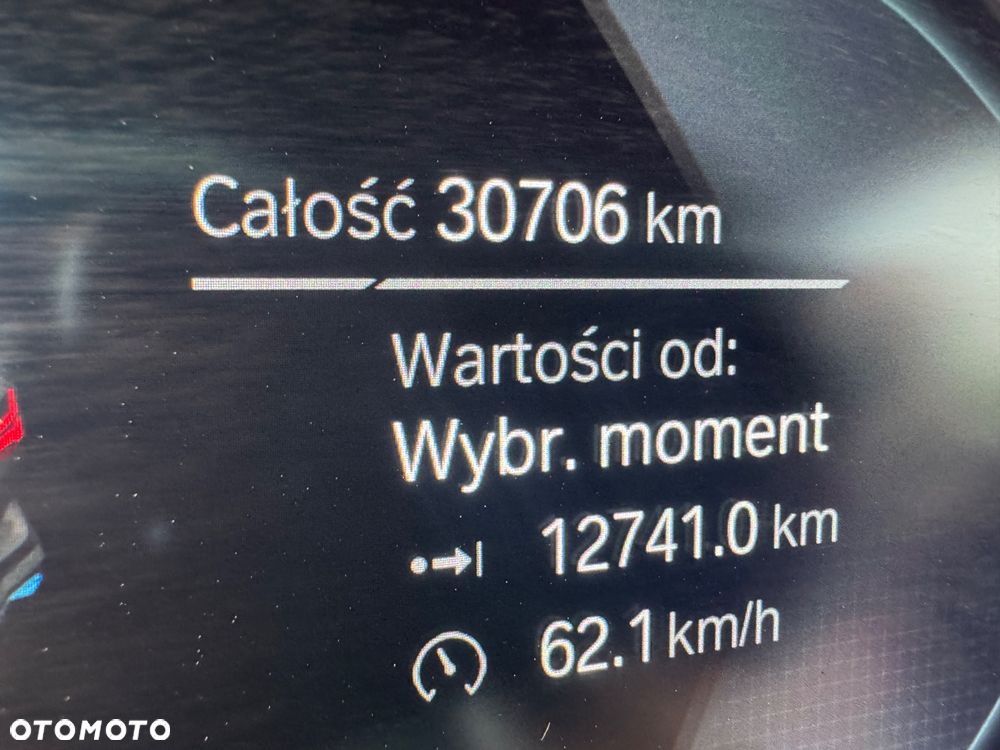 Całość 30706 km
Wartości od:
Wybr. moment
12741.0 km
62.1 km/h
OTOMOTO